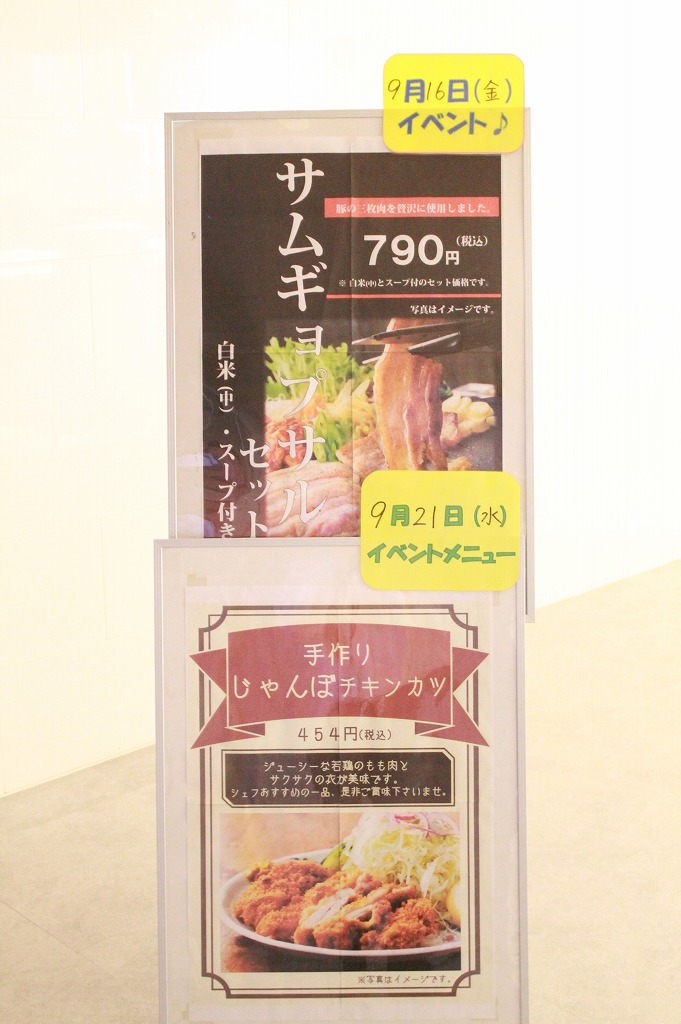 9月16日(金)
イベント♪
サムギョプサル
セット
白米(中)・スープ付き
豚の三枚肉を贅沢に使用しました。
790円(税込)
※ 白米(中)とスープ付のセット価格です。
写真はイメージです。
9月21日(水)
イベントメニュー
手作り
じゃんぼチキンカツ
454円(税込)
ジューシーな若鶏のもも肉と
サクサクの衣が美味です。
シェフおすすめの一品、是非ご賞味下さいませ。
※写真はイメージです。